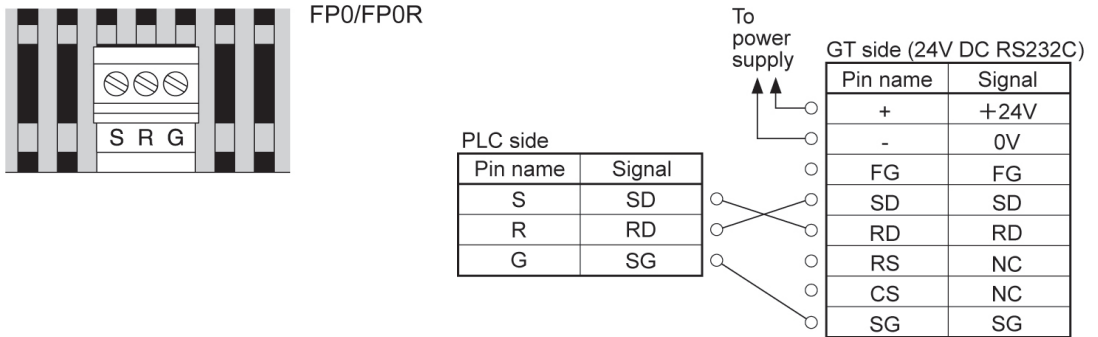 FP0/FP0R
S R G
To
power
supply
PLC side
Pin name Signal
S SD
R RD
G SG
GT side (24V DC RS232C)
Pin name Signal
+ +24V
- 0V
FG FG
SD SD
RD RD
RS NC
CS NC
SG SG